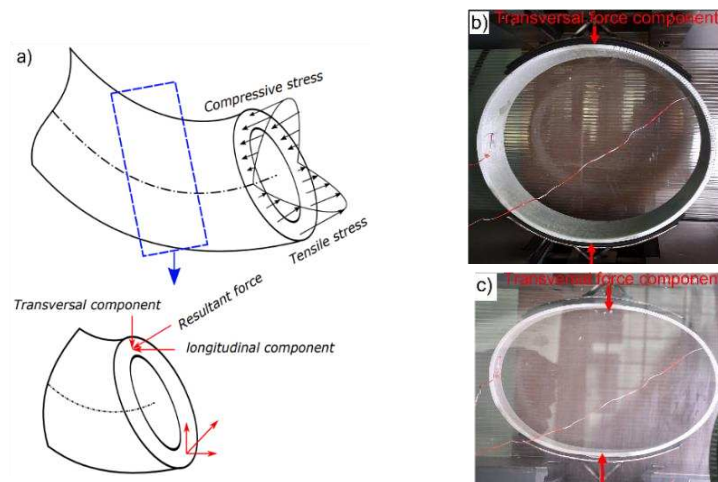 a)
Compressive stress
Tensile stress
Transversal component
Resultant force
longitudinal component
b)
Transversal force component
c)
Transversal force component